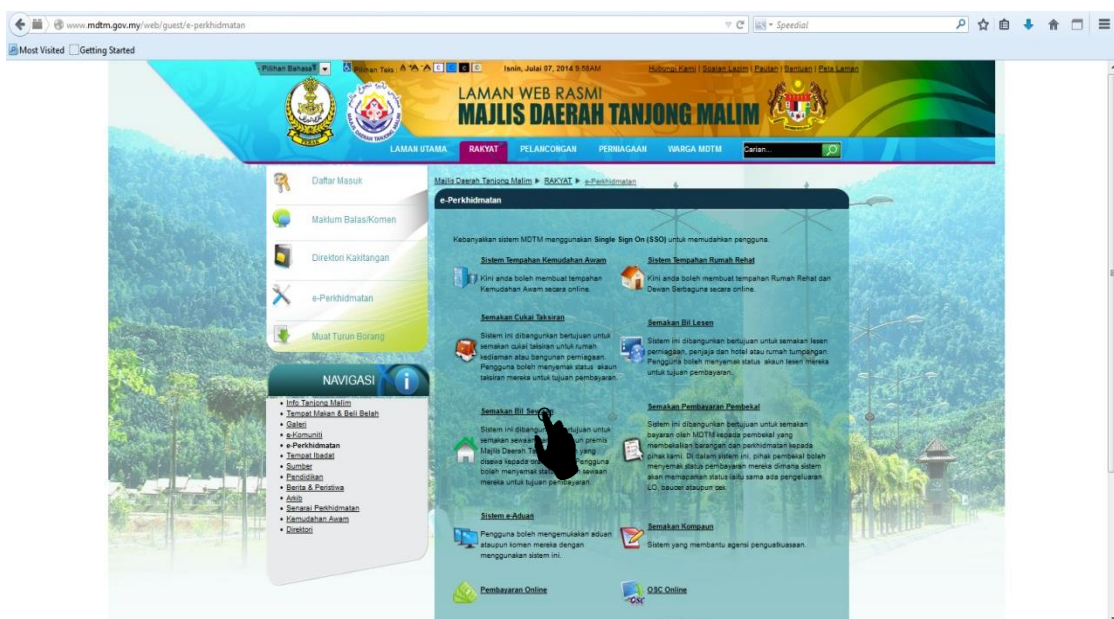 www.mdtm.gov.my/web/guest/e-perkhidmatan
Speedial
Most Visited Getting Started
Pilihan Bahasa
Pilihan Teks A A A C C C C
Isnin, Julai 07, 2014 9:58AM
Hubungi Kami | Soalan Lazim | Pautan | Bantuan | Peta Laman
LAMAN WEB RASMI
MAJLIS DAERAH TANJONG MALIM
LAMAN UTAMA RAKYAT PELANCONGAN PERNIAGAAN WARGA MDTM Carian...
Daftar Masuk
Maklum Balas/Komen
Direktori Kakitangan
e-Perkhidmatan
Muat Turun Borang
NAVIGASI
Info Tanjong Malim
Tempat Makan & Beli Belah
Galeri
e-Komuniti
e-Perkhidmatan
Tempat Ibadat
Sumber
Pendidikan
Berita & Peristiwa
Arkib
Senarai Perkhidmatan
Kemudahan Awam
Direktori
Majlis Daerah Tanjong Malim RAKYAT e-Perkhidmatan
e-Perkhidmatan
Kebanyakkan sistem MDTM menggunakan Single Sign On (SSO) untuk memudahkan pengguna.
Sistem Tempahan Kemudahan Awam
Kini anda boleh membuat tempahan
Kemudahan Awam secara online.
Sistem Tempahan Rumah Rehat
Kini anda boleh membuat tempahan Rumah Rehat dan
Dewan Serbaguna secara online.
Semakan Cukai Taksiran
Sistem ini dibangunkan bertujuan untuk
semakan cukai taksiran untuk rumah
kediaman atau bangunan perniagaan.
Pengguna boleh menyemak status akaun
taksiran mereka untuk tujuan pembayaran.
Semakan Bil Lesen
Sistem ini dibangunkan bertujuan untuk semakan lesen
perniagaan, penjaja dan hotel atau rumah tumpangan.
Pengguna boleh menyemak status akaun lesen mereka
untuk tujuan pembayaran.
Semakan Bil
Sistem ini dibangunkan bertujuan untuk
semakan sewaan premis
Majlis Daerah yang
disewa kepada Pengguna
boleh menyemak status sewaan
mereka untuk tujuan pembayaran.
Semakan Pembayaran Pembekal
Sistem ini dibangunkan bertujuan untuk semakan
bayaran oleh MDTM kepada pembekal yang
membekalkan barangan dan perkhidmatan kepada
pihak kami. Di dalam sistem ini, pihak pembekal boleh
menyemak status pembayaran mereka dimana sistem
akan memaparkan status iaitu sama ada pengeluaran
LO, baucer ataupun cek
Sistem e-Aduan
Pengguna boleh mengemukakan aduan
ataupun komen mereka dengan
menggunakan sistem ini.
Semakan Kompaun
Sistem yang membantu agensi penguatkuasaan.
Pembayaran Online
OSC Online